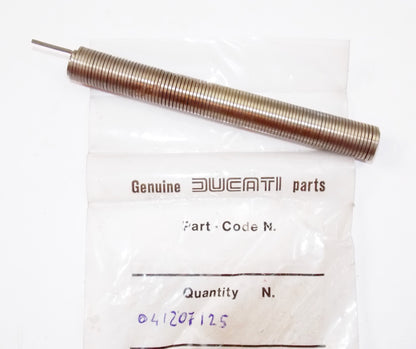 Genuine DUCATI parts
Part - Code N.
Quantity N.
041207125